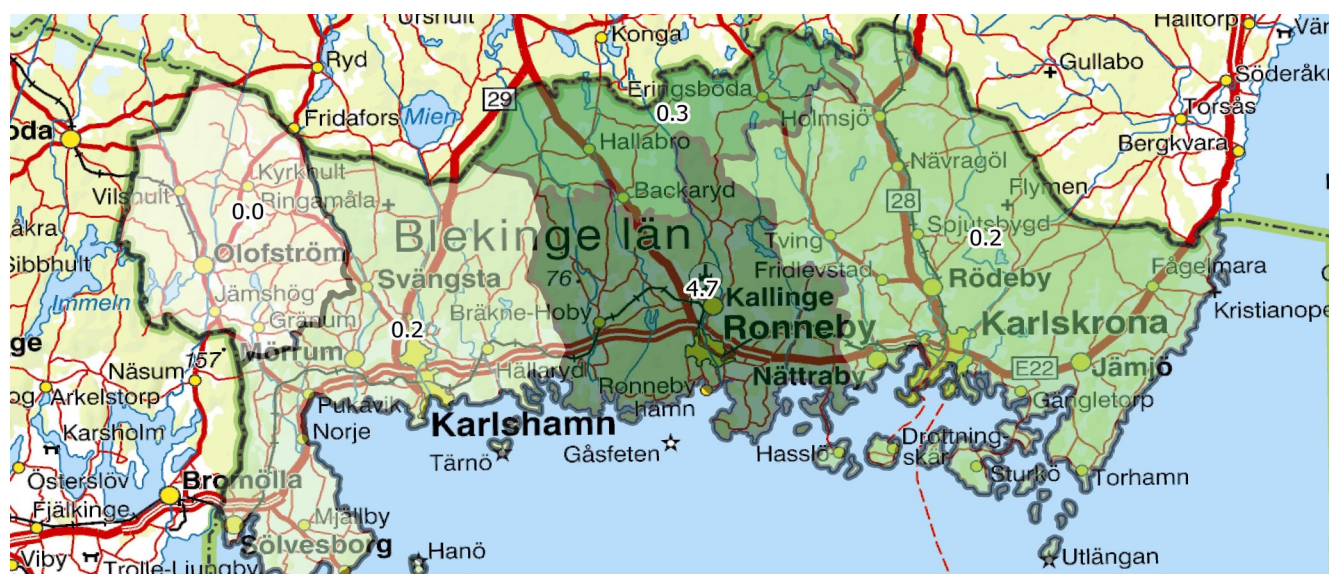 Urshult
Konga
Halltorp
Vär
Ryd
Gullabo
Söderåkr
Eringsboda
29
0.3
Torsås
oda
Fridafors
Mien
Holmsjö
Bergkvara
Hallabro
Nävragöl
Kyrkhult
Vilshult
Ringamåla
Backaryd
Flymen
0.0
28
åkra
Blekinge län
Spjutsbygd
Tving
0.2
Olofström
Sibbhult
76
Fridlevstad
Fågelmara
Svängsta
4.7
Kallinge
Rödeby
Immeln
Jämshög
Bräkne-Hoby
Kristianope
Gränum
0.2
Ronneby
Karlskrona
ge
Mörrum
157
Hällaryd
Nättraby
E22
Jämjö
Näsum
Ronneby
hamn
og
Arkelstorp
Pukavik
Gängletorp
Karlshamn
Karsholm
Norje
Tärnö
Gåsfeten
Hasslö
Drottning-
skär
Österslöv
Bromölla
Sturkö
Torhamn
Fjälkinge
Mjällby
Sölvesborg
Hanö
Utlängan
Viby
Trolle-Ljungby